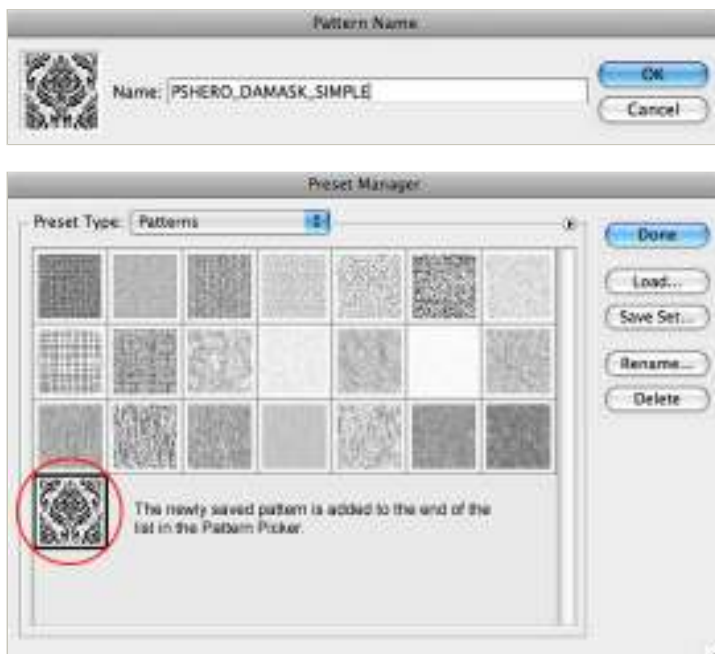 Pattern Name
Name: PSHERO_DAMASK_SIMPLE
OK
Cancel
Preset Manager
Preset Type: Patterns
Done
Load...
Save Set...
Rename...
Delete
The newly saved pattern is added to the end of the
list in the Pattern Picker.